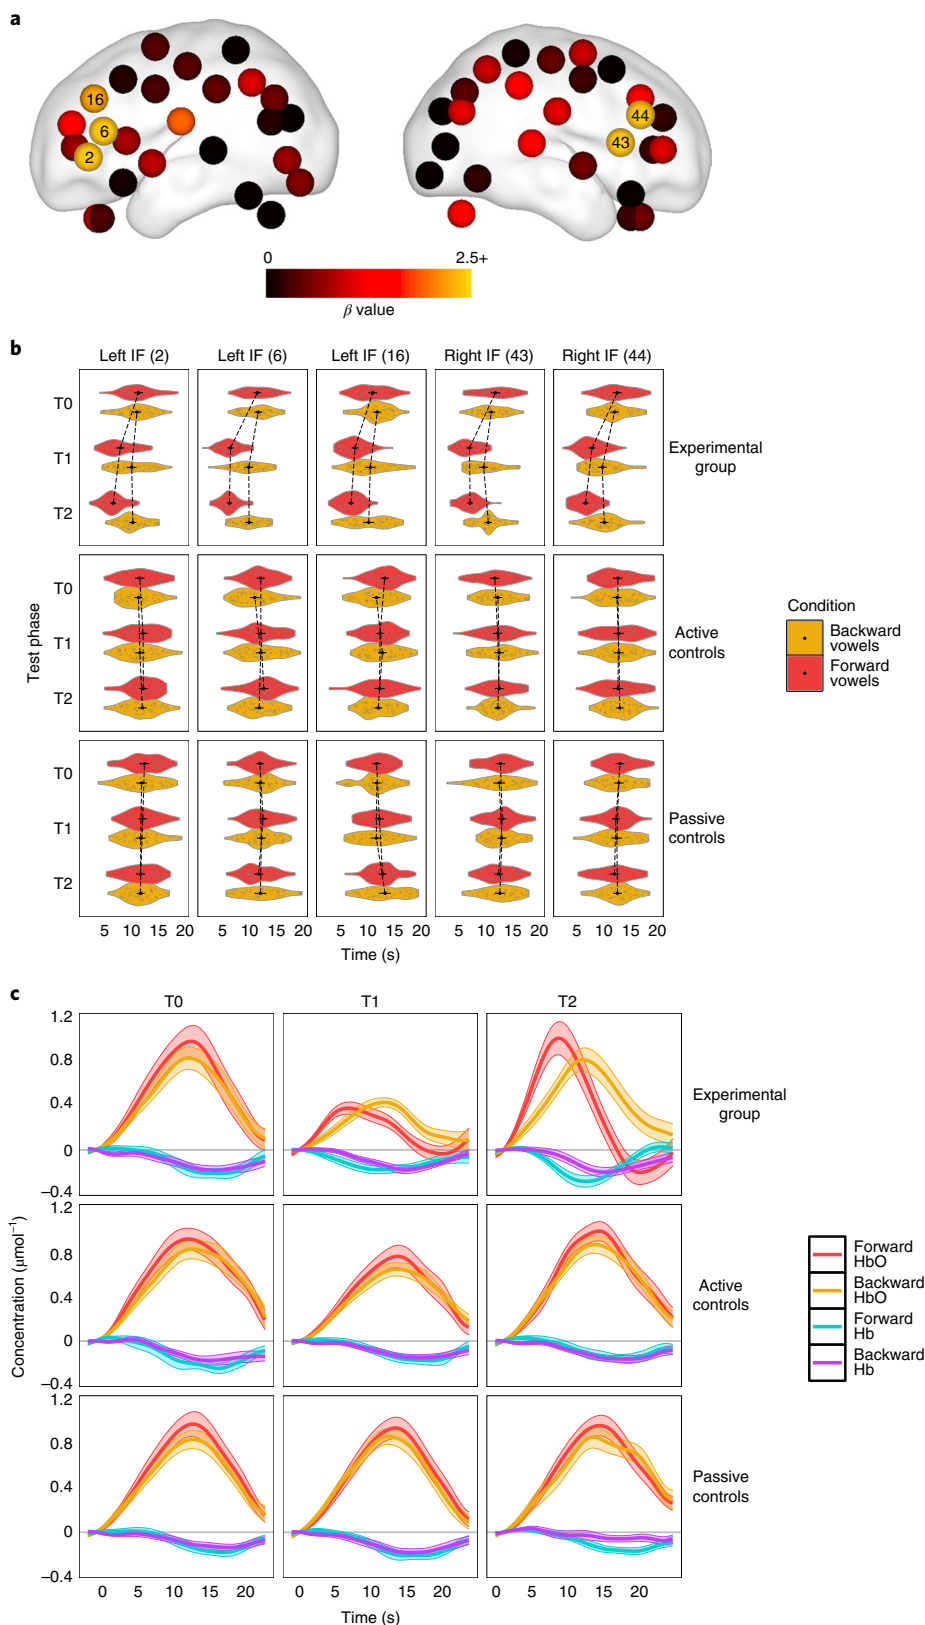 a
16
6
2
44
43
0 2.5+
β value
b
Left IF (2) Left IF (6) Left IF (16) Right IF (43) Right IF (44)
T0
T1
T2
Experimental
group
T0
T1
T2
Active
controls
T0
T1
T2
Passive
controls
Test phase
5 10 15 20 5 10 15 20 5 10 15 20 5 10 15 20 5 10 15 20
Time (s)
Condition
Backward
vowels
Forward
vowels
c
T0 T1 T2
1.2
0.8
0.4
0
–0.4
Experimental
group
1.2
0.8
0.4
0
–0.4
Active
controls
1.2
0.8
0.4
0
–0.4
Passive
controls
Concentration (μmol⁻¹)
0 5 10 15 20 0 5 10 15 20 0 5 10 15 20
Time (s)
Forward
HbO
Backward
HbO
Forward
Hb
Backward
Hb